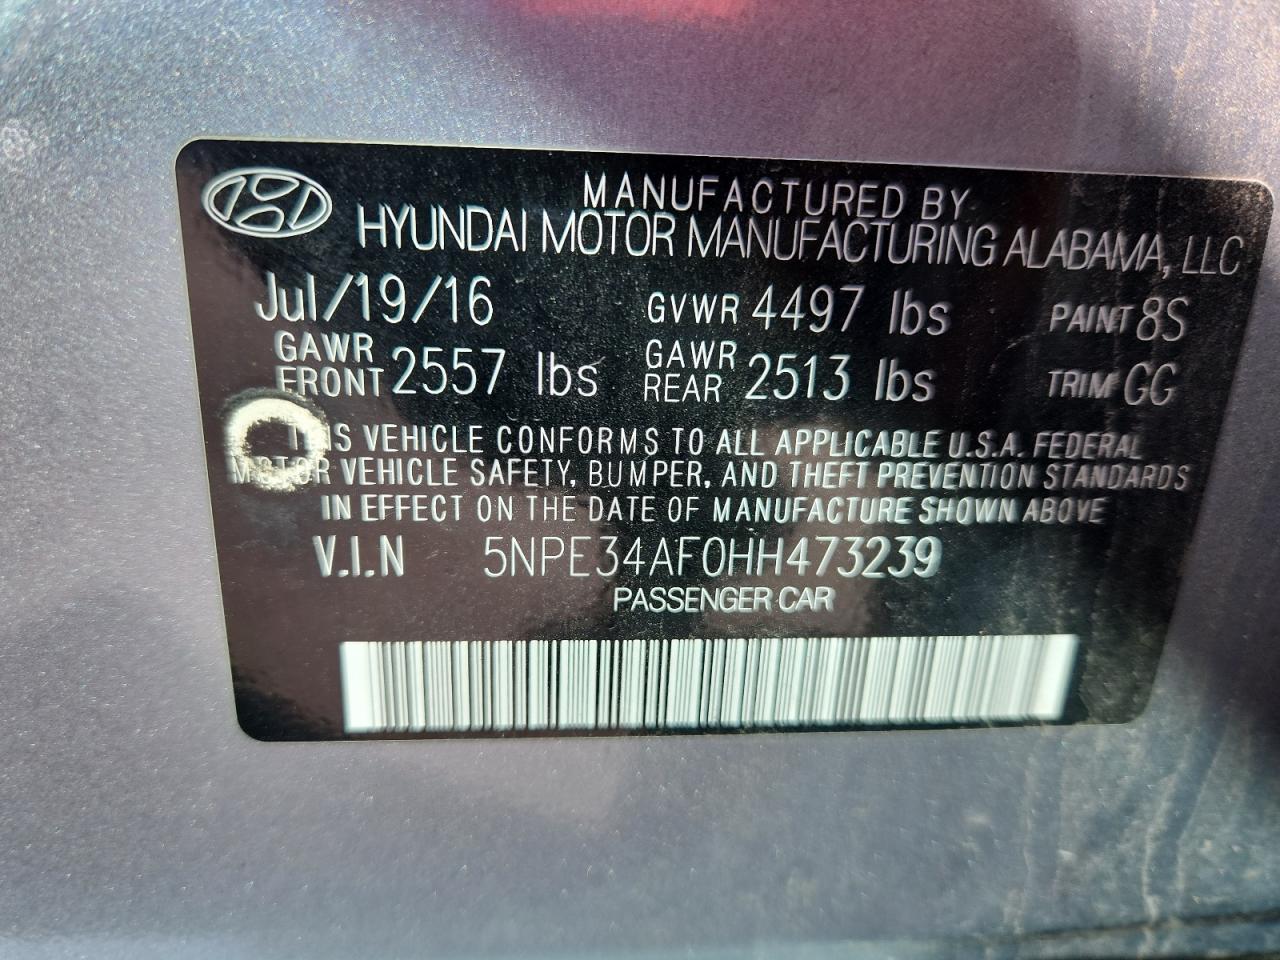 MANUFACTURED BY
HYUNDAI MOTOR MANUFACTURING ALABAMA, LLC
Jul/19/16 GVWR 4497 lbs PAINT 8S
GAWR FRONT 2557 lbs GAWR REAR 2513 lbs TRIM GG
THIS VEHICLE CONFORMS TO ALL APPLICABLE U.S.A. FEDERAL
MOTOR VEHICLE SAFETY, BUMPER, AND THEFT PREVENTION STANDARDS
IN EFFECT ON THE DATE OF MANUFACTURE SHOWN ABOVE
V.I.N 5NPE34AF0HH473239
PASSENGER CAR